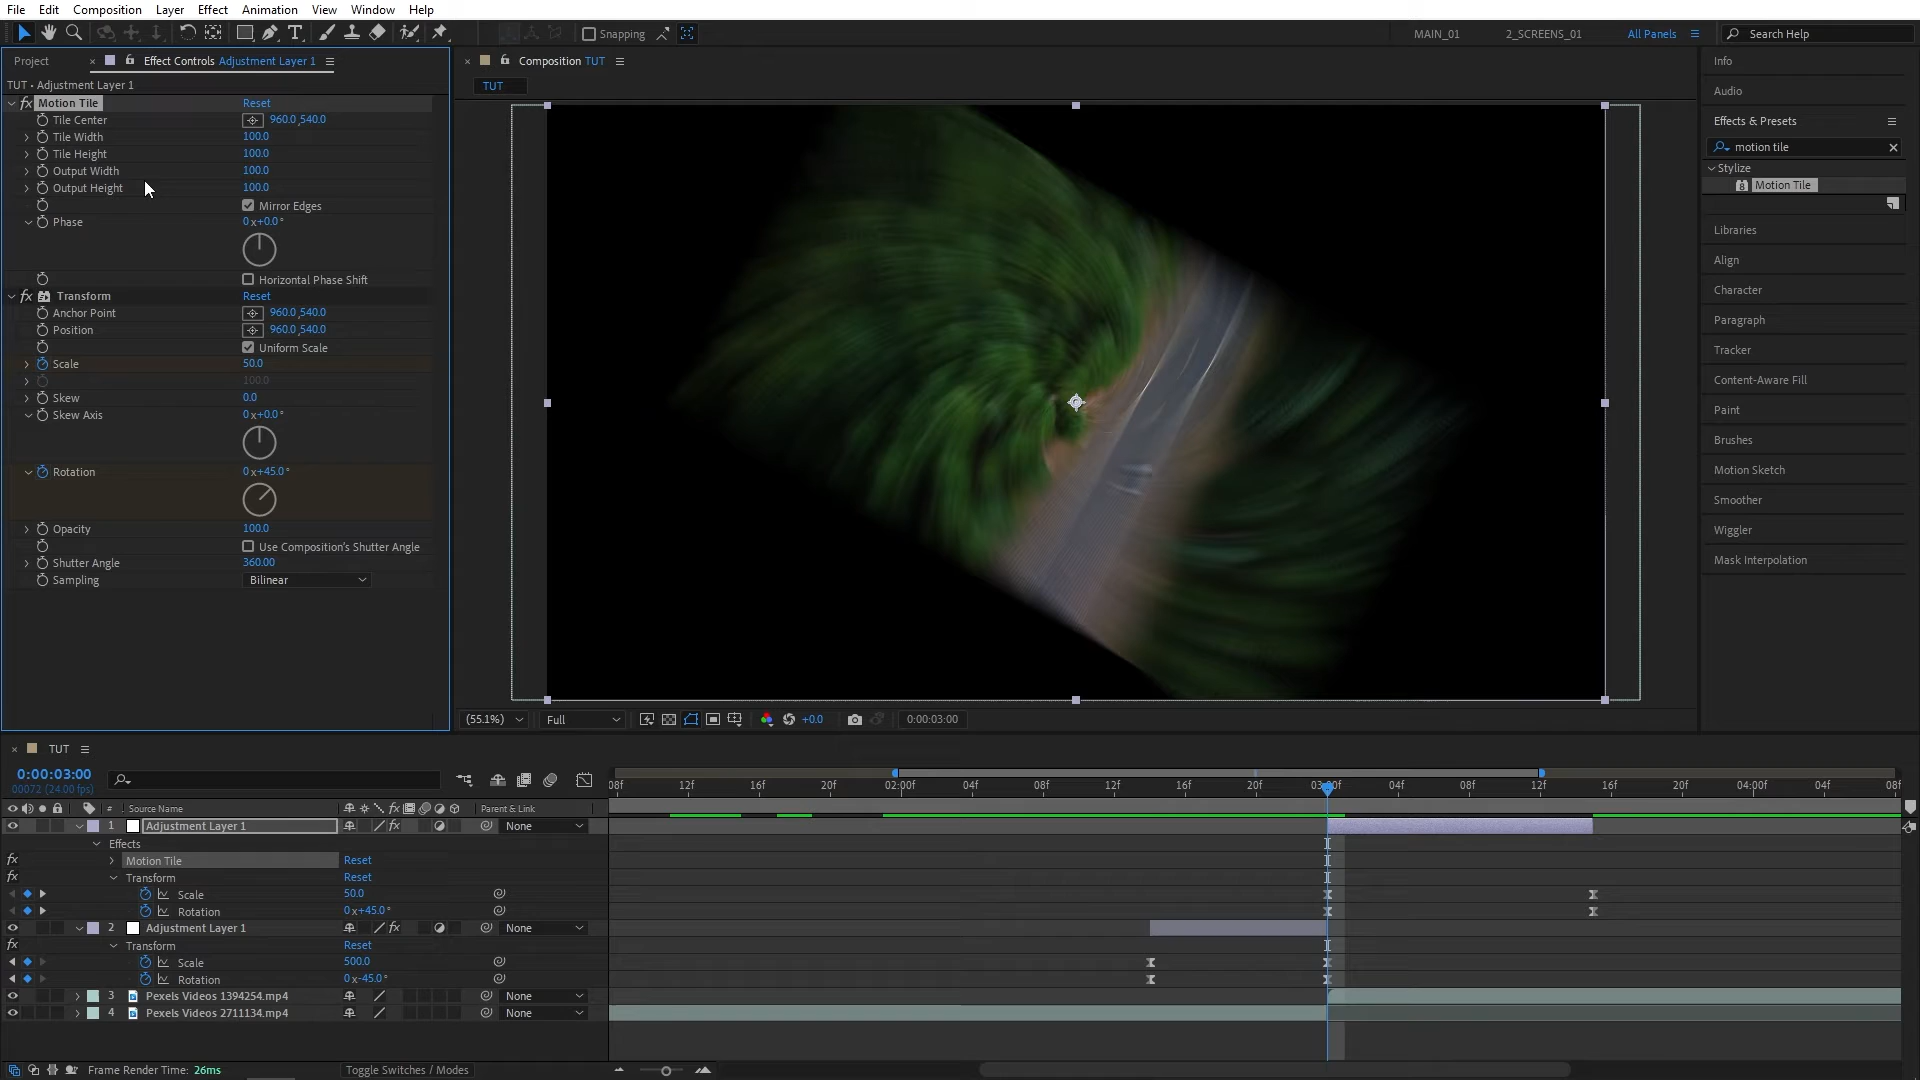 File Edit Composition Layer Effect Animation View Window Help
Snapping MAIN_01 2_SCREENS_01 All Panels Search Help
Project Effect Controls Adjustment Layer 1
TUT • Adjustment Layer 1
fx Motion Tile Reset
Tile Center 960.0,540.0
Tile Width 100.0
Tile Height 100.0
Output Width 100.0
Output Height 100.0
Mirror Edges
Phase 0x+0.0°
Horizontal Phase Shift
fx Transform Reset
Anchor Point 960.0,540.0
Position 960.0,540.0
Uniform Scale
Scale 50.0
100.0
Skew 0.0
Skew Axis 0x+0.0°
Rotation 0x+45.0°
Opacity 100.0
Use Composition's Shutter Angle
Shutter Angle 360.00
Sampling Bilinear
Composition TUT
TUT
(55.1%) Full +0.0 0:00:03:00
Info
Audio
Effects & Presets
motion tile
Stylize
Motion Tile
Libraries
Align
Character
Paragraph
Tracker
Content-Aware Fill
Paint
Brushes
Motion Sketch
Smoother
Wiggler
Mask Interpolation
TUT
0:00:03:00
00072 (24.00 fps)
08f 12f 16f 20f 02:00f 04f 08f 12f 16f 20f 03:00f 04f 08f 12f 16f 20f 04:00f 04f 08f
# Source Name fx Parent & Link
1 Adjustment Layer 1 fx None
Effects
fx Motion Tile Reset
fx Transform Reset
Scale 50.0
Rotation 0x+45.0°
2 Adjustment Layer 1 fx None
fx Transform Reset
Scale 500.0
Rotation 0x-45.0°
3 Pexels Videos 1394254.mp4 None
4 Pexels Videos 2711134.mp4 None
Frame Render Time: 26ms Toggle Switches / Modes